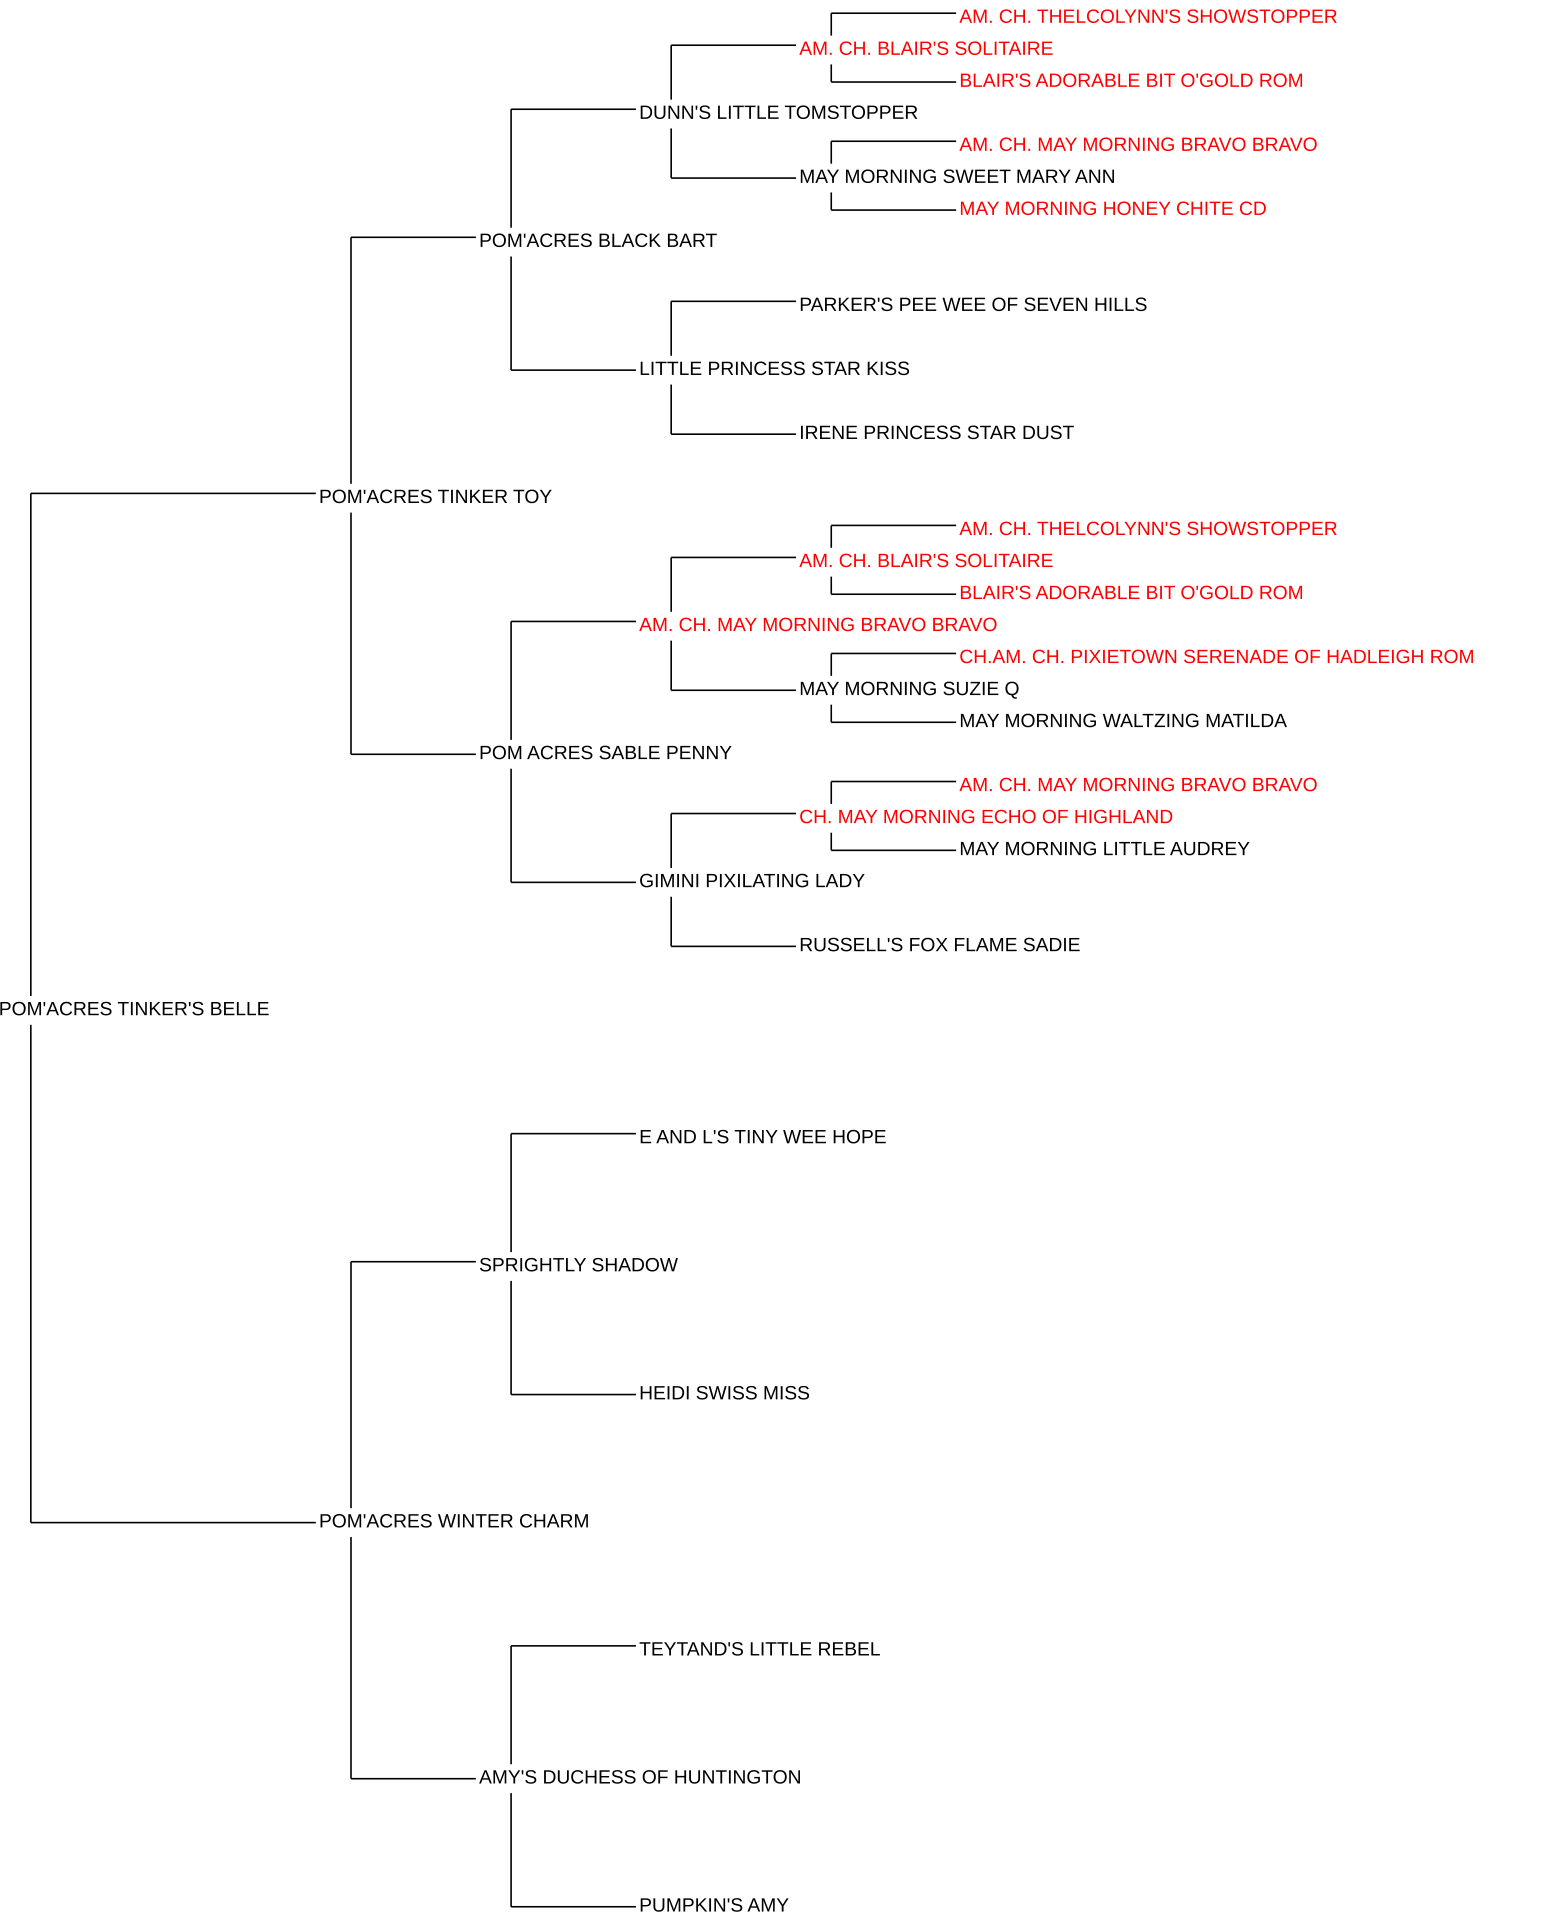 AM. CH. THELCOLYNN'S SHOWSTOPPER
AM. CH. BLAIR'S SOLITAIRE
BLAIR'S ADORABLE BIT O'GOLD ROM
DUNN'S LITTLE TOMSTOPPER
AM. CH. MAY MORNING BRAVO BRAVO
MAY MORNING SWEET MARY ANN
MAY MORNING HONEY CHITE CD
POM'ACRES BLACK BART
PARKER'S PEE WEE OF SEVEN HILLS
LITTLE PRINCESS STAR KISS
IRENE PRINCESS STAR DUST
POM'ACRES TINKER TOY
AM. CH. THELCOLYNN'S SHOWSTOPPER
AM. CH. BLAIR'S SOLITAIRE
BLAIR'S ADORABLE BIT O'GOLD ROM
AM. CH. MAY MORNING BRAVO BRAVO
CH.AM. CH. PIXIETOWN SERENADE OF HADLEIGH ROM
MAY MORNING SUZIE Q
MAY MORNING WALTZING MATILDA
POM ACRES SABLE PENNY
AM. CH. MAY MORNING BRAVO BRAVO
CH. MAY MORNING ECHO OF HIGHLAND
MAY MORNING LITTLE AUDREY
GIMINI PIXILATING LADY
RUSSELL'S FOX FLAME SADIE
POM'ACRES TINKER'S BELLE
E AND L'S TINY WEE HOPE
SPRIGHTLY SHADOW
HEIDI SWISS MISS
POM'ACRES WINTER CHARM
TEYTAND'S LITTLE REBEL
AMY'S DUCHESS OF HUNTINGTON
PUMPKIN'S AMY